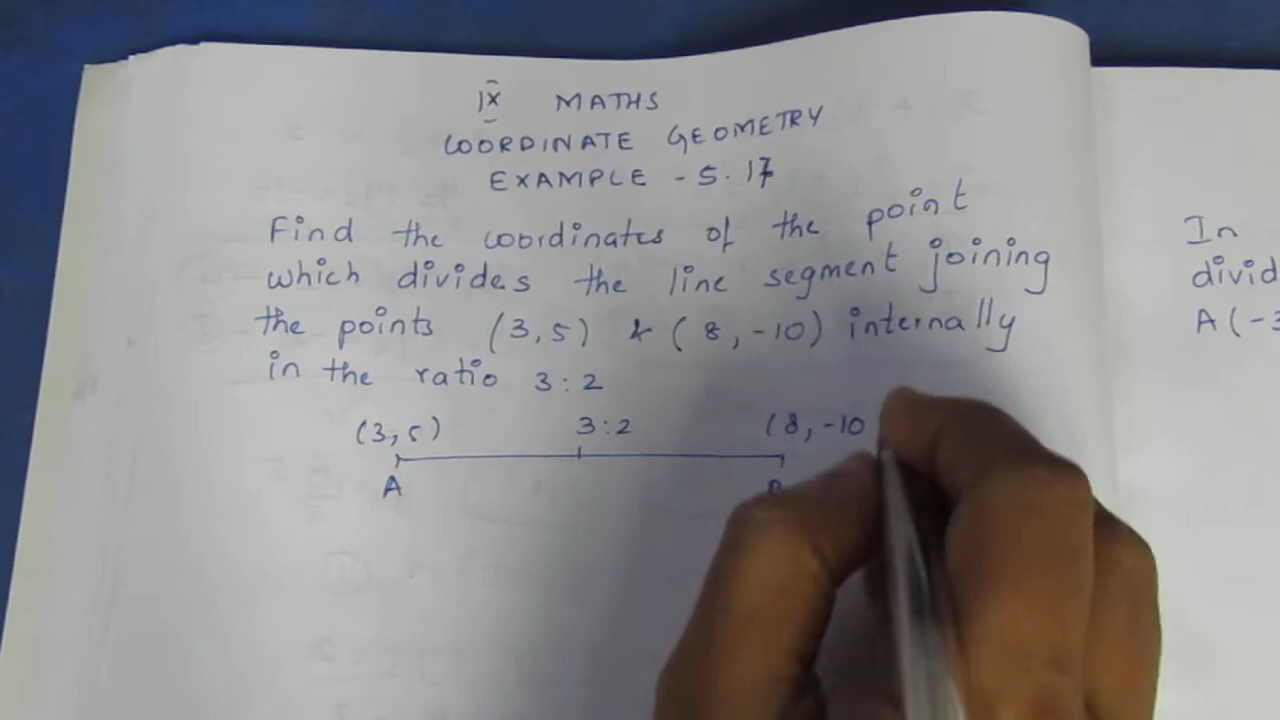 IX MATHS
COORDINATE GEOMETRY
EXAMPLE - 5.17
Find the coordinates of the point
which divides the line segment joining
the points (3,5) & (8,-10) internally
in the ratio 3:2
(3,5) 3:2 (8,-10
A B
In
divid
A(-3